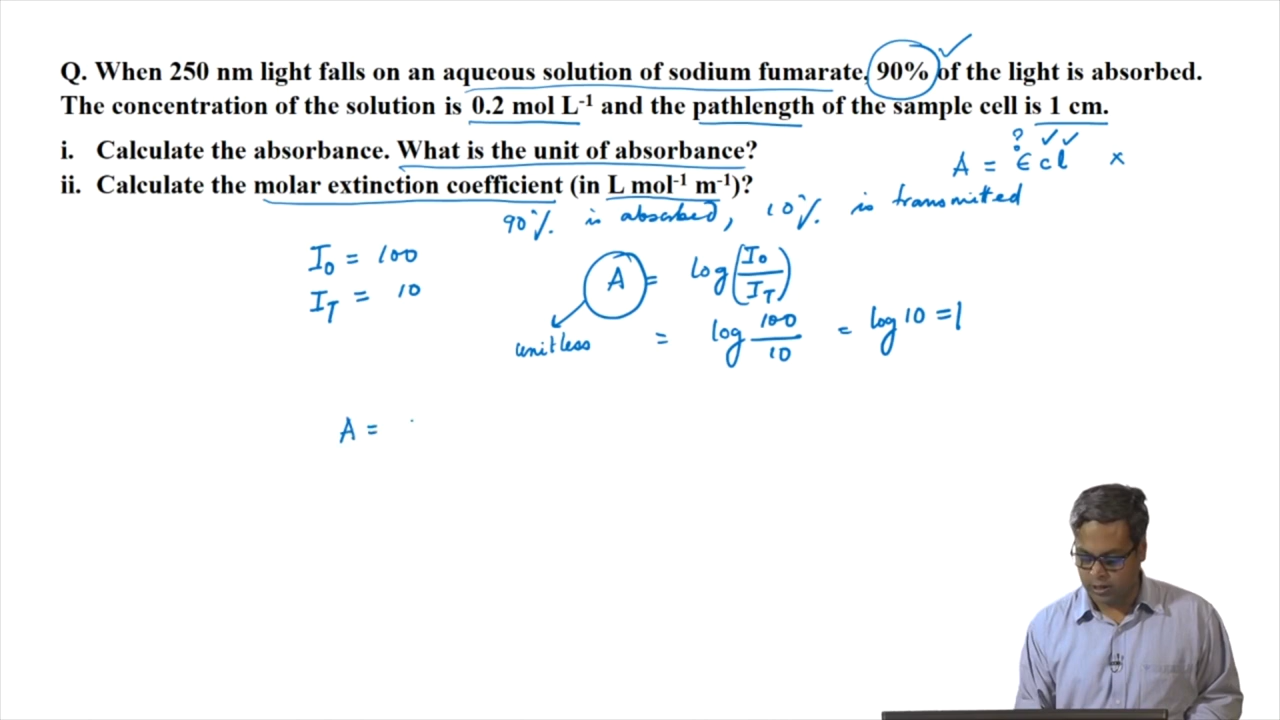 Q. When 250 nm light falls on an aqueous solution of sodium fumarate, 90% of the light is absorbed.
The concentration of the solution is 0.2 mol L⁻¹ and the pathlength of the sample cell is 1 cm.
i. Calculate the absorbance. What is the unit of absorbance?
A = ϵcl ×
?
ii. Calculate the molar extinction coefficient (in L mol⁻¹ m⁻¹)?
90% is absorbed, 10% is transmitted
I₀ = 100
A = log(I₀/I_T)
I_T = 10
unitless
= log 100/10 = log 10 = 1
A =